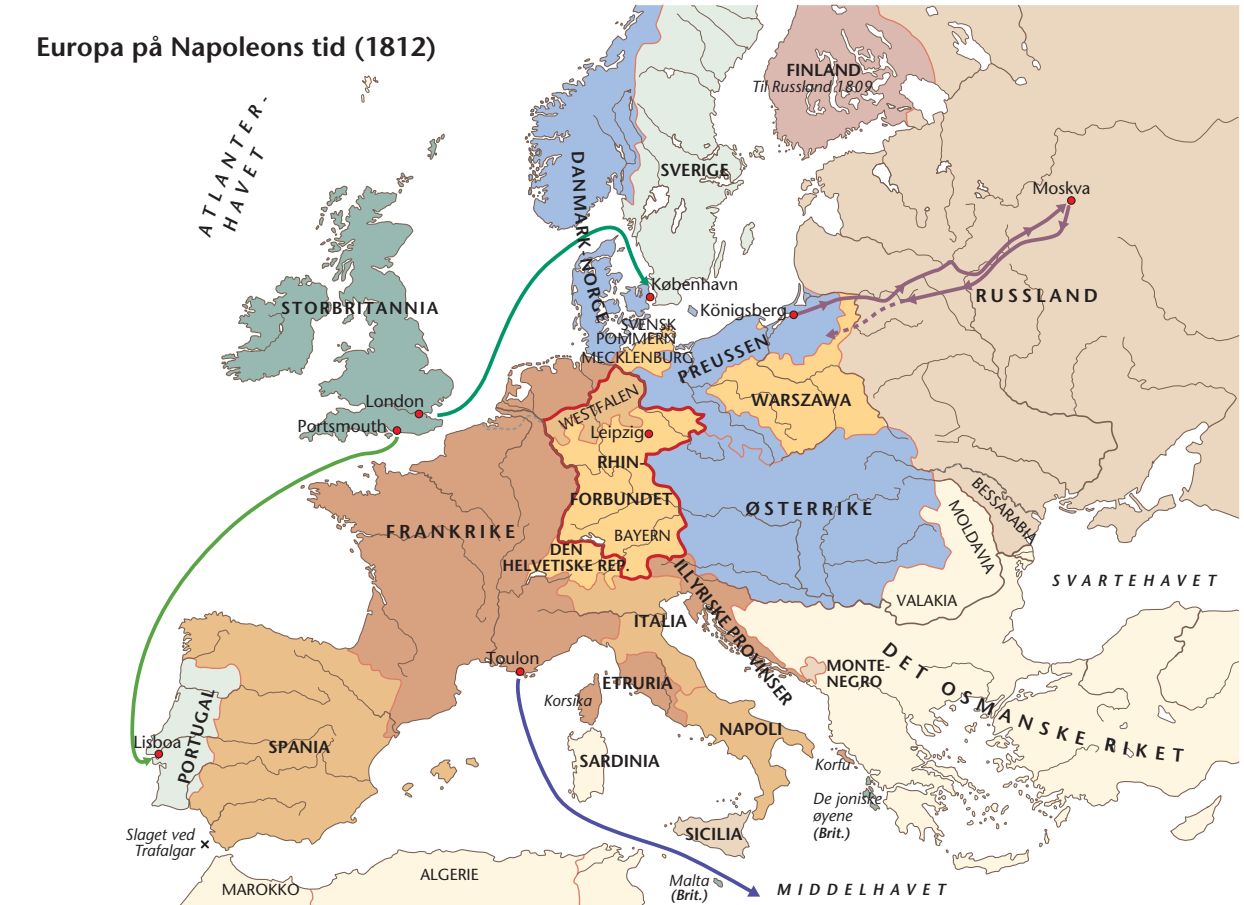 Europa på Napoleons tid (1812)
ATLANTER-
HAVET
FINLAND
Til Russland 1809
SVERIGE
DANMARK-NORGE
Moskva
STORBRITANNIA
København
Königsberg
RUSSLAND
SVENSK
POMMERN
MECKLENBURG
PREUSSEN
WARSZAWA
London
Portsmouth
WESTFALEN
Leipzig
RHIN-
FORBUNDET
BAYERN
FRANKRIKE
ØSTERRIKE
BESSARABIA
MOLDAVIA
DEN
HELVETISKE REP.
ILLYRISKE PROVINSER
VALAKIA
SVARTEHAVET
ITALIA
Toulon
ETRURIA
Korsika
MONTE-
NEGRO
DET OSMANSKE RIKET
Lisboa
PORTUGAL
SPANIA
SARDINIA
NAPOLI
Korfu
De joniske
øyene
(Brit.)
Slaget ved
Trafalgar
SICILIA
MAROKKO
ALGERIE
Malta
(Brit.)
MIDDELHAVET